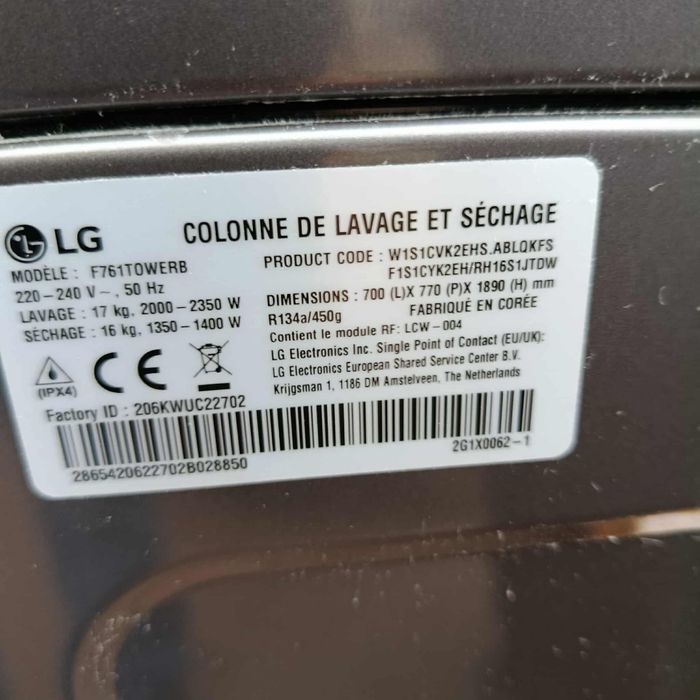 LG
COLONNE DE LAVAGE ET SÉCHAGE
MODÈLE : F761TOWERB
220-240 V~, 50 Hz
LAVAGE : 17 kg, 2000-2350 W
SÉCHAGE : 16 kg, 1350-1400 W
PRODUCT CODE : W1S1CVK2EHS.ABLQKFS
F1S1CYK2EH/RH16S1JTDW
DIMENSIONS : 700 (L)X 770 (P)X 1890 (H) mm
R134a/450g
FABRIQUÉ EN CORÉE
Contient le module RF: LCW-004
LG Electronics Inc. Single Point of Contact (EU/UK):
LG Electronics European Shared Service Center B.V.
Krijgsman 1, 1186 DM Amstelveen, The Netherlands
(IPX4)
CE
Factory ID : 206KWUC22702
2865420622702B028850
2G1X0062-1